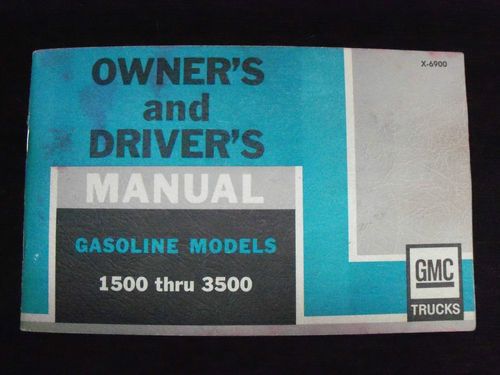 X-6900
OWNER'S
and
DRIVER'S
MANUAL
GASOLINE MODELS
1500 thru 3500
GMC
TRUCKS